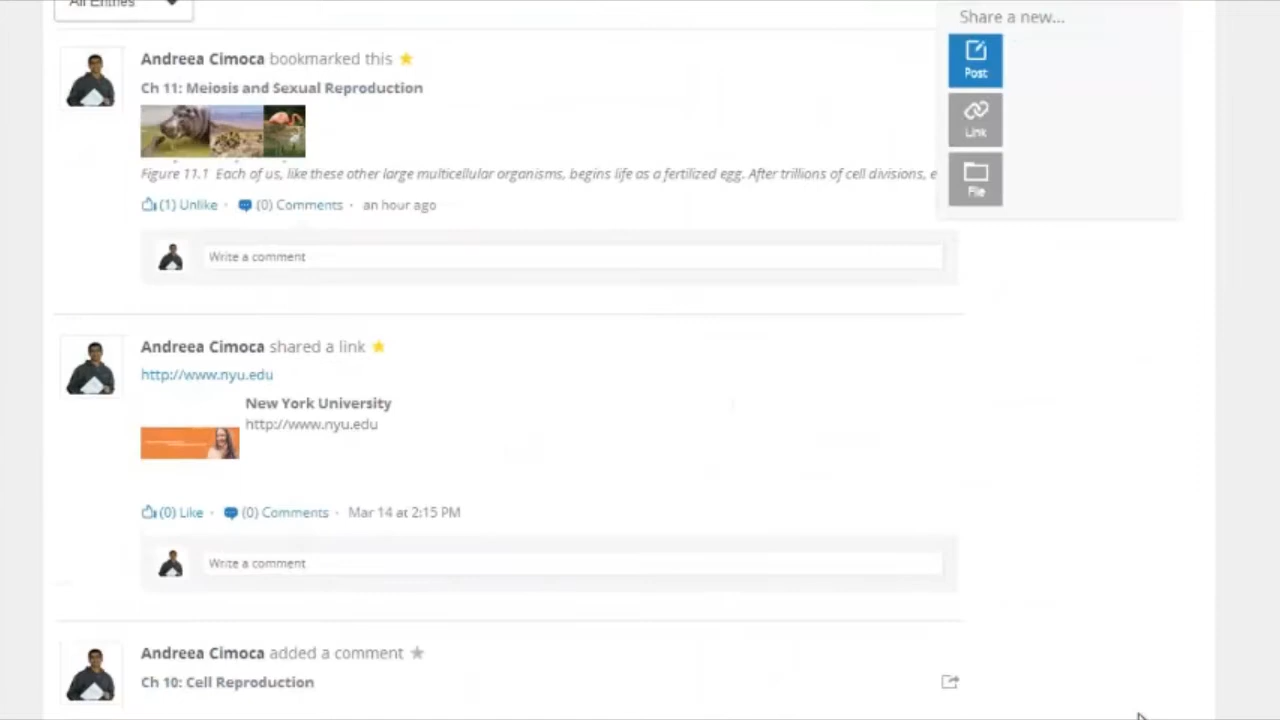 All Entries
Share a new...
Post
Link
File
Andreea Cimoca bookmarked this
Ch 11: Meiosis and Sexual Reproduction
Figure 11.1 Each of us, like these other large multicellular organisms, begins life as a fertilized egg. After trillions of cell divisions, e
(1) Unlike · (0) Comments · an hour ago
Write a comment
Andreea Cimoca shared a link
http://www.nyu.edu
New York University
http://www.nyu.edu
(0) Like · (0) Comments · Mar 14 at 2:15 PM
Write a comment
Andreea Cimoca added a comment
Ch 10: Cell Reproduction